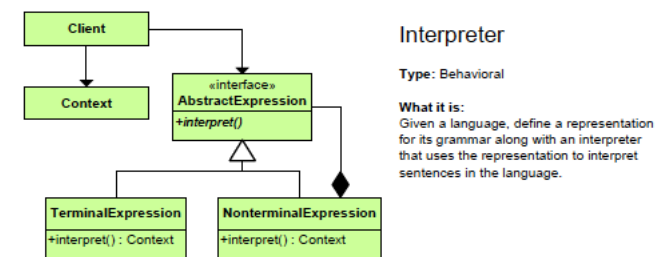 Client
Context
«interface»
AbstractExpression
+interpret()
TerminalExpression
+interpret() : Context
NonterminalExpression
+interpret() : Context
Interpreter
Type: Behavioral
What it is:
Given a language, define a representation
for its grammar along with an interpreter
that uses the representation to interpret
sentences in the language.